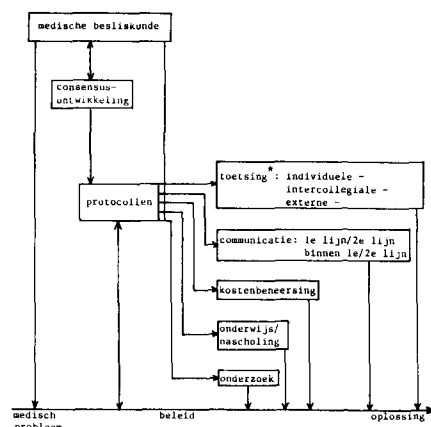 medische besliskunde
consensus-
ontwikkeling
protocollen
toetsing*: individuele -
intercollegiale -
externe -
communicatie: 1e lijn/2e lijn
binnen 1e/2e lijn
kostenbeheersing
onderwijs/
nascholing
onderzoek
medisch beleid oplossing
probleem